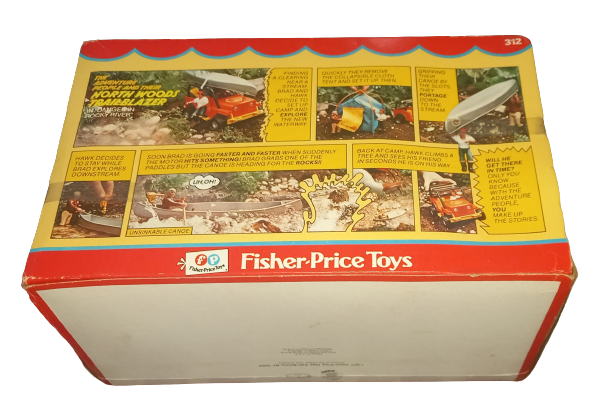 312
THE
ADVENTURE
PEOPLE AND THEIR
NORTH WOODS
TRAILBLAZER
IN "DANGER ON
ROCKY RIVER"
FINDING
A CLEARING
NEAR A
STREAM
BRAD AND
HAWK
DECIDE TO
SET UP
CAMP AND
EXPLORE
THE NEW
WATERWAY
QUICKLY THEY REMOVE
THE COLLAPSIBLE CLOTH
TENT AND SET IT UP. THEN,
GRIPPING
THEIR
CANOE BY
THE SLOTS,
THEY
PORTAGE
DOWN
TO THE
STREAM.
HAWK DECIDES
TO STAY WHILE
BRAD EXPLORES
DOWNSTREAM.
SOON BRAD IS GOING FASTER AND FASTER WHEN SUDDENLY
THE MOTOR HITS SOMETHING! BRAD GRABS ONE OF THE
PADDLES BUT THE CANOE IS HEADING FOR THE ROCKS!!
UH,OH!
UNSINKABLE CANOE
BACK AT CAMP, HAWK CLIMBS A
TREE AND SEES HIS FRIEND.
IN SECONDS HE IS ON HIS WAY.
WILL HE
GET THERE
IN TIME?
ONLY YOU
KNOW
BECAUSE
WITH THE
ADVENTURE
PEOPLE,
YOU
MAKE UP
THE STORIES.
fp
Fisher-Price Toys
Fisher-Price Toys